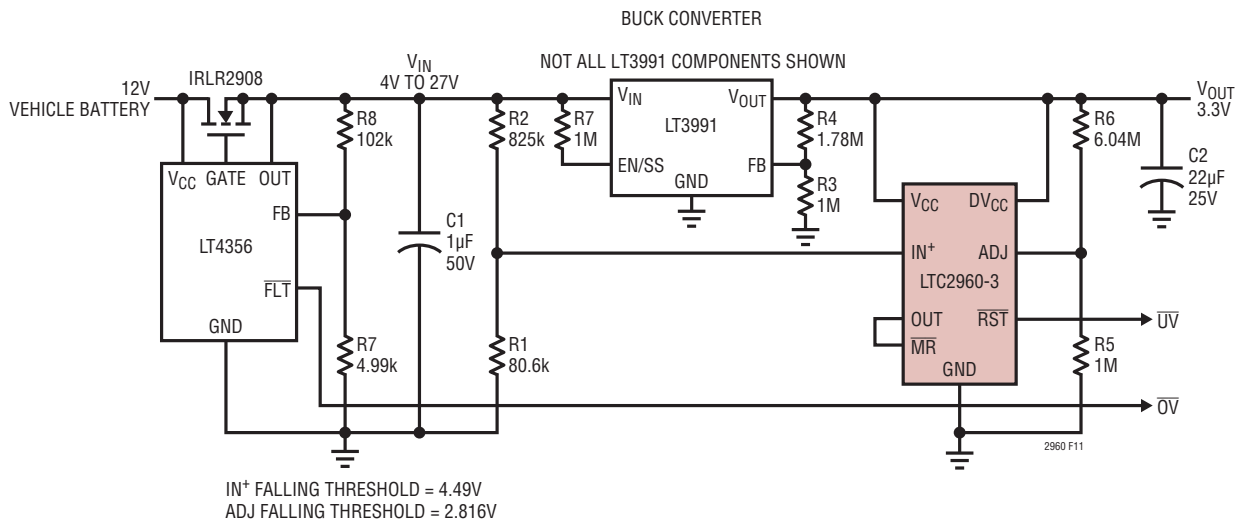 BUCK CONVERTER
NOT ALL LT3991 COMPONENTS SHOWN
12V
VEHICLE BATTERY
IRLR2908
VIN
4V TO 27V
VCC
GATE
OUT
FB
LT4356
FLT
GND
R8
102k
R7
4.99k
C1
1µF
50V
R2
825k
R1
80.6k
R7
1M
VIN
VOUT
LT3991
EN/SS
FB
GND
R4
1.78M
R3
1M
VCC
DVCC
IN+
ADJ
LTC2960-3
OUT
RST
MR
GND
R6
6.04M
R5
1M
C2
22µF
25V
VOUT
3.3V
UV
OV
2960 F11
IN+ FALLING THRESHOLD = 4.49V
ADJ FALLING THRESHOLD = 2.816V